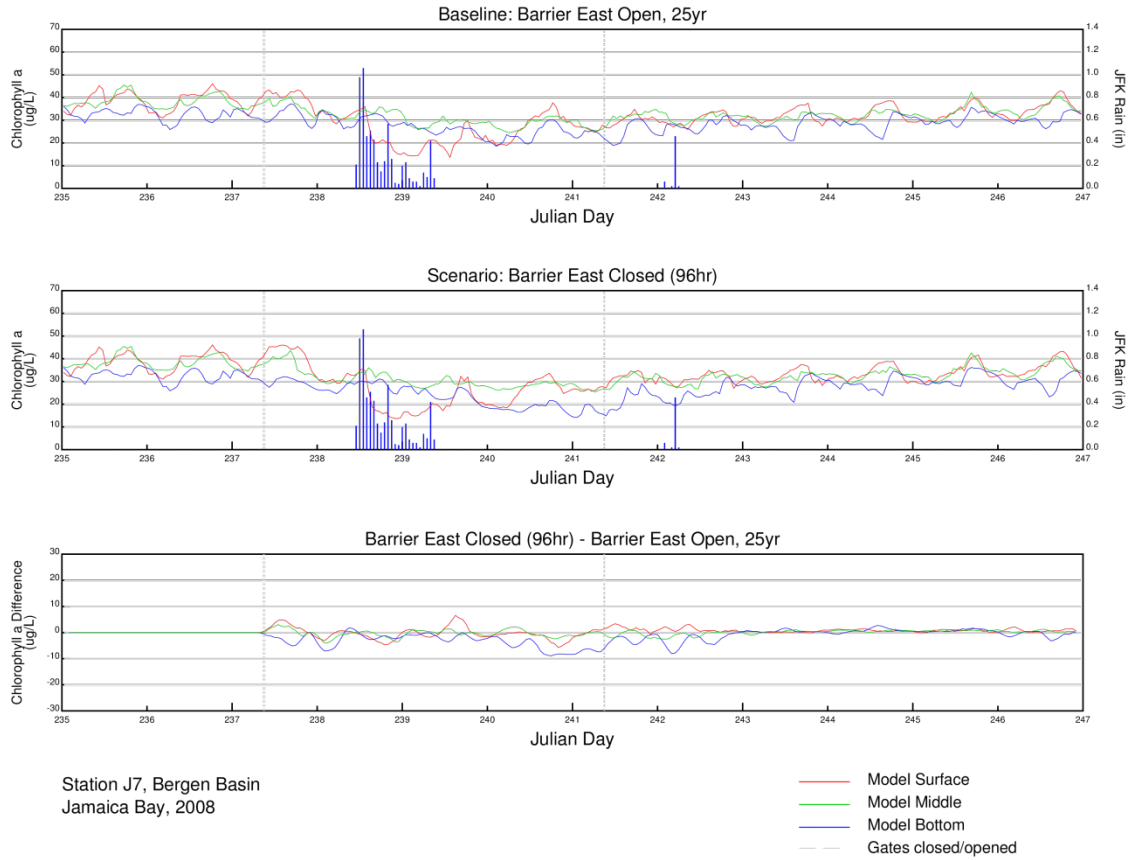 Baseline: Barrier East Open, 25yr
70
60
50
40
30
20
10
0
Chlorophyll a
(ug/L)
1.4
1.2
1.0
0.8
0.6
0.4
0.2
0.0
JFK Rain (in)
235 236 237 238 239 240 241 242 243 244 245 246 247
Julian Day
Scenario: Barrier East Closed (96hr)
70
60
50
40
30
20
10
0
Chlorophyll a
(ug/L)
1.4
1.2
1.0
0.8
0.6
0.4
0.2
0.0
JFK Rain (in)
235 236 237 238 239 240 241 242 243 244 245 246 247
Julian Day
Barrier East Closed (96hr) - Barrier East Open, 25yr
30
20
10
0
-10
-20
-30
Chlorophyll a Difference
(ug/L)
235 236 237 238 239 240 241 242 243 244 245 246 247
Julian Day
Station J7, Bergen Basin
Jamaica Bay, 2008
Model Surface
Model Middle
Model Bottom
Gates closed/opened